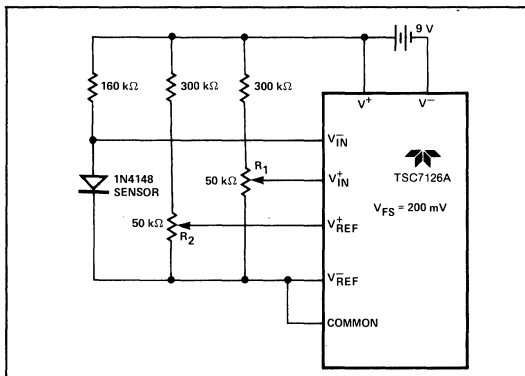 9 V
160 kΩ
300 kΩ
300 kΩ
V+
V−
V−IN
1N4148
SENSOR
R1
50 kΩ
V+IN
TSC7126A
VFS = 200 mV
50 kΩ
R2
V+REF
V−REF
COMMON